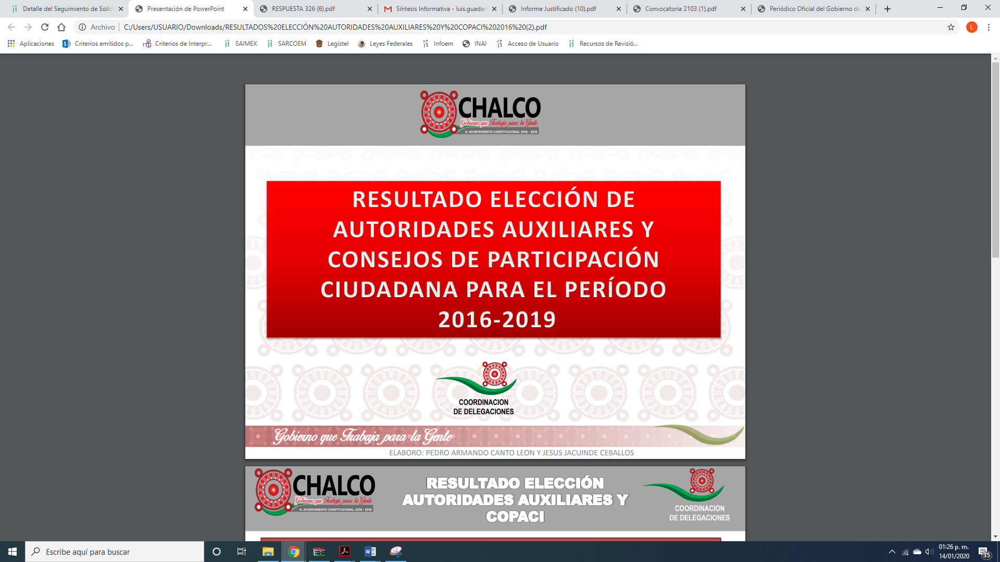 Detalle del Seguimiento de Solici
Presentación de PowerPoint
RESPUESTA 326 (6).pdf
Síntesis Informativa - luis.guadarr
Informe Justificado (10).pdf
Convocatoria 2103 (1).pdf
Periódico Oficial del Gobierno de
Archivo
C:/Users/USUARIO/Downloads/RESULTADOS%20ELECCIÓN%20AUTORIDADES%20AUXILIARES%20Y%20COPACI%202016%20(2).pdf
L
Aplicaciones
Criterios emitidos p...
Criterios de Interpr...
SAIMEX
SARCOEM
Legistel
Leyes Federales
Infoem
INAI
Acceso de Usuario
Recursos de Revisió...
CHALCO
Gobierno que Trabaja para la Gente
H. AYUNTAMIENTO CONSTITUCIONAL 2016 - 2018
RESULTADO ELECCIÓN DE
AUTORIDADES AUXILIARES Y
CONSEJOS DE PARTICIPACIÓN
CIUDADANA PARA EL PERÍODO
2016-2019
COORDINACION
DE DELEGACIONES
Gobierno que Trabaja para la Gente
ELABORO: PEDRO ARMANDO CANTO LEON Y JESUS JACUINDE CEBALLOS
CHALCO
Gobierno que Trabaja para la Gente
H. AYUNTAMIENTO CONSTITUCIONAL 2016 - 2018
RESULTADO ELECCIÓN
AUTORIDADES AUXILIARES Y
COPACI
COORDINACION
DE DELEGACIONES
Escribe aquí para buscar
01:26 p. m.
14/01/2020
35